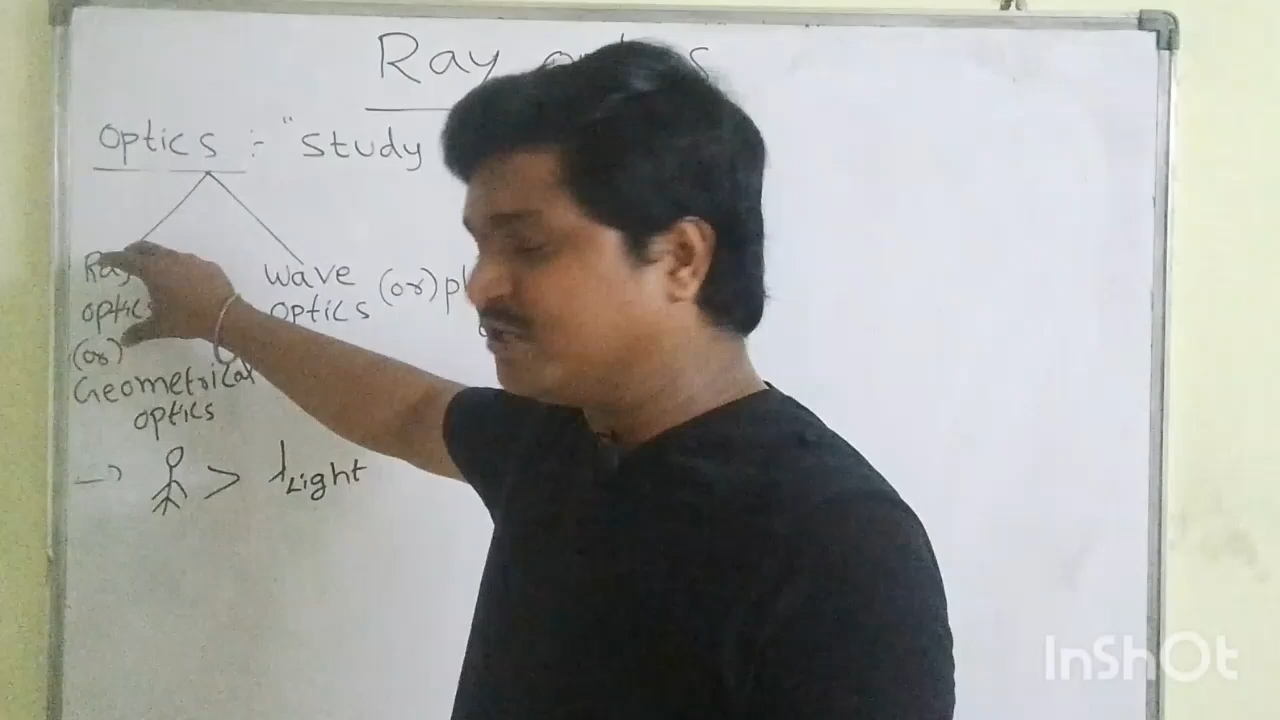 Ray
optics :- "study
Ray
optics
wave
optics
(or)
(or)
Geometrical
optics
→ > λLight
InShOt